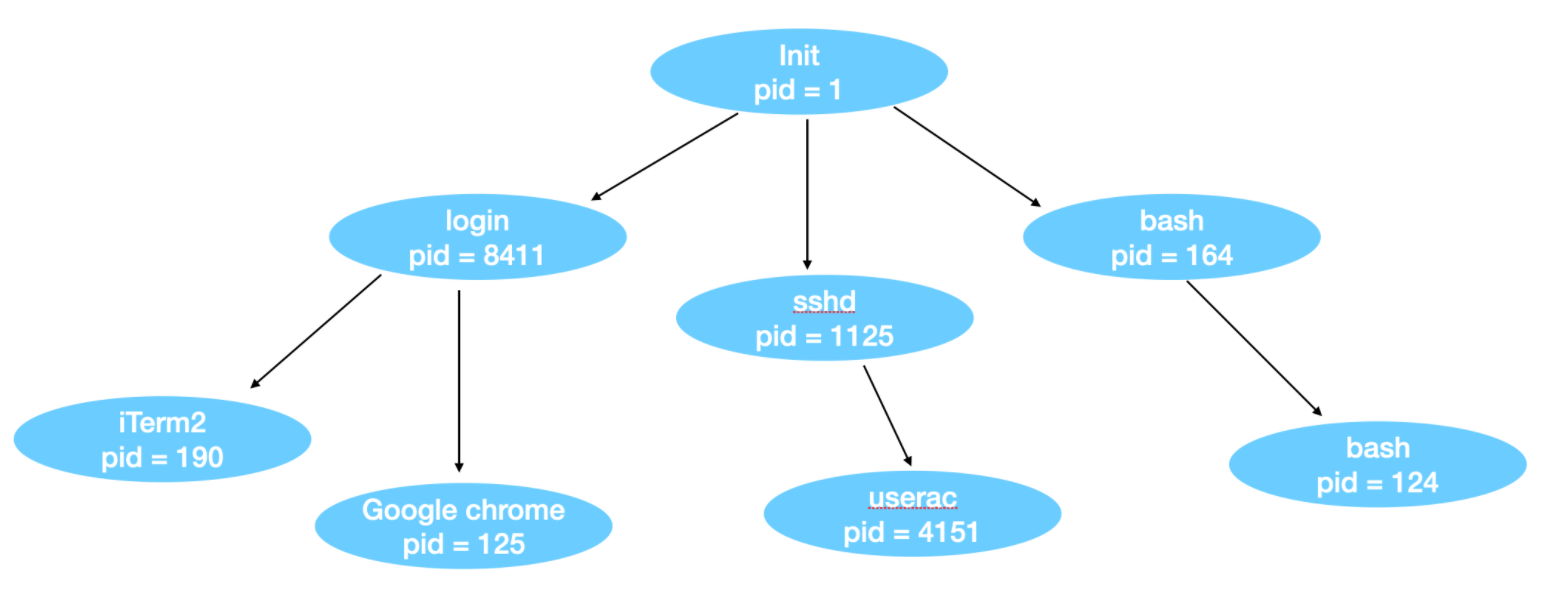 Init
pid = 1
login
pid = 8411
bash
pid = 164
sshd
pid = 1125
iTerm2
pid = 190
Google chrome
pid = 125
userac
pid = 4151
bash
pid = 124